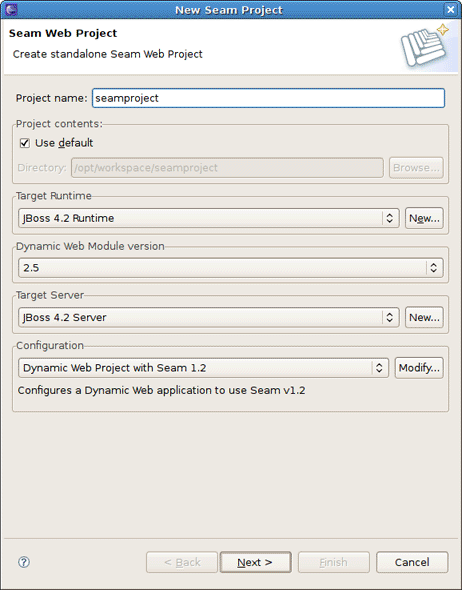 New Seam Project
Seam Web Project
Create standalone Seam Web Project
Project name: seamproject
Project contents:
Use default
Directory: /opt/workspace/seamproject Browse...
Target Runtime
JBoss 4.2 Runtime New...
Dynamic Web Module version
2.5
Target Server
JBoss 4.2 Server New...
Configuration
Dynamic Web Project with Seam 1.2 Modify...
Configures a Dynamic Web application to use Seam v1.2
? < Back Next > Finish Cancel